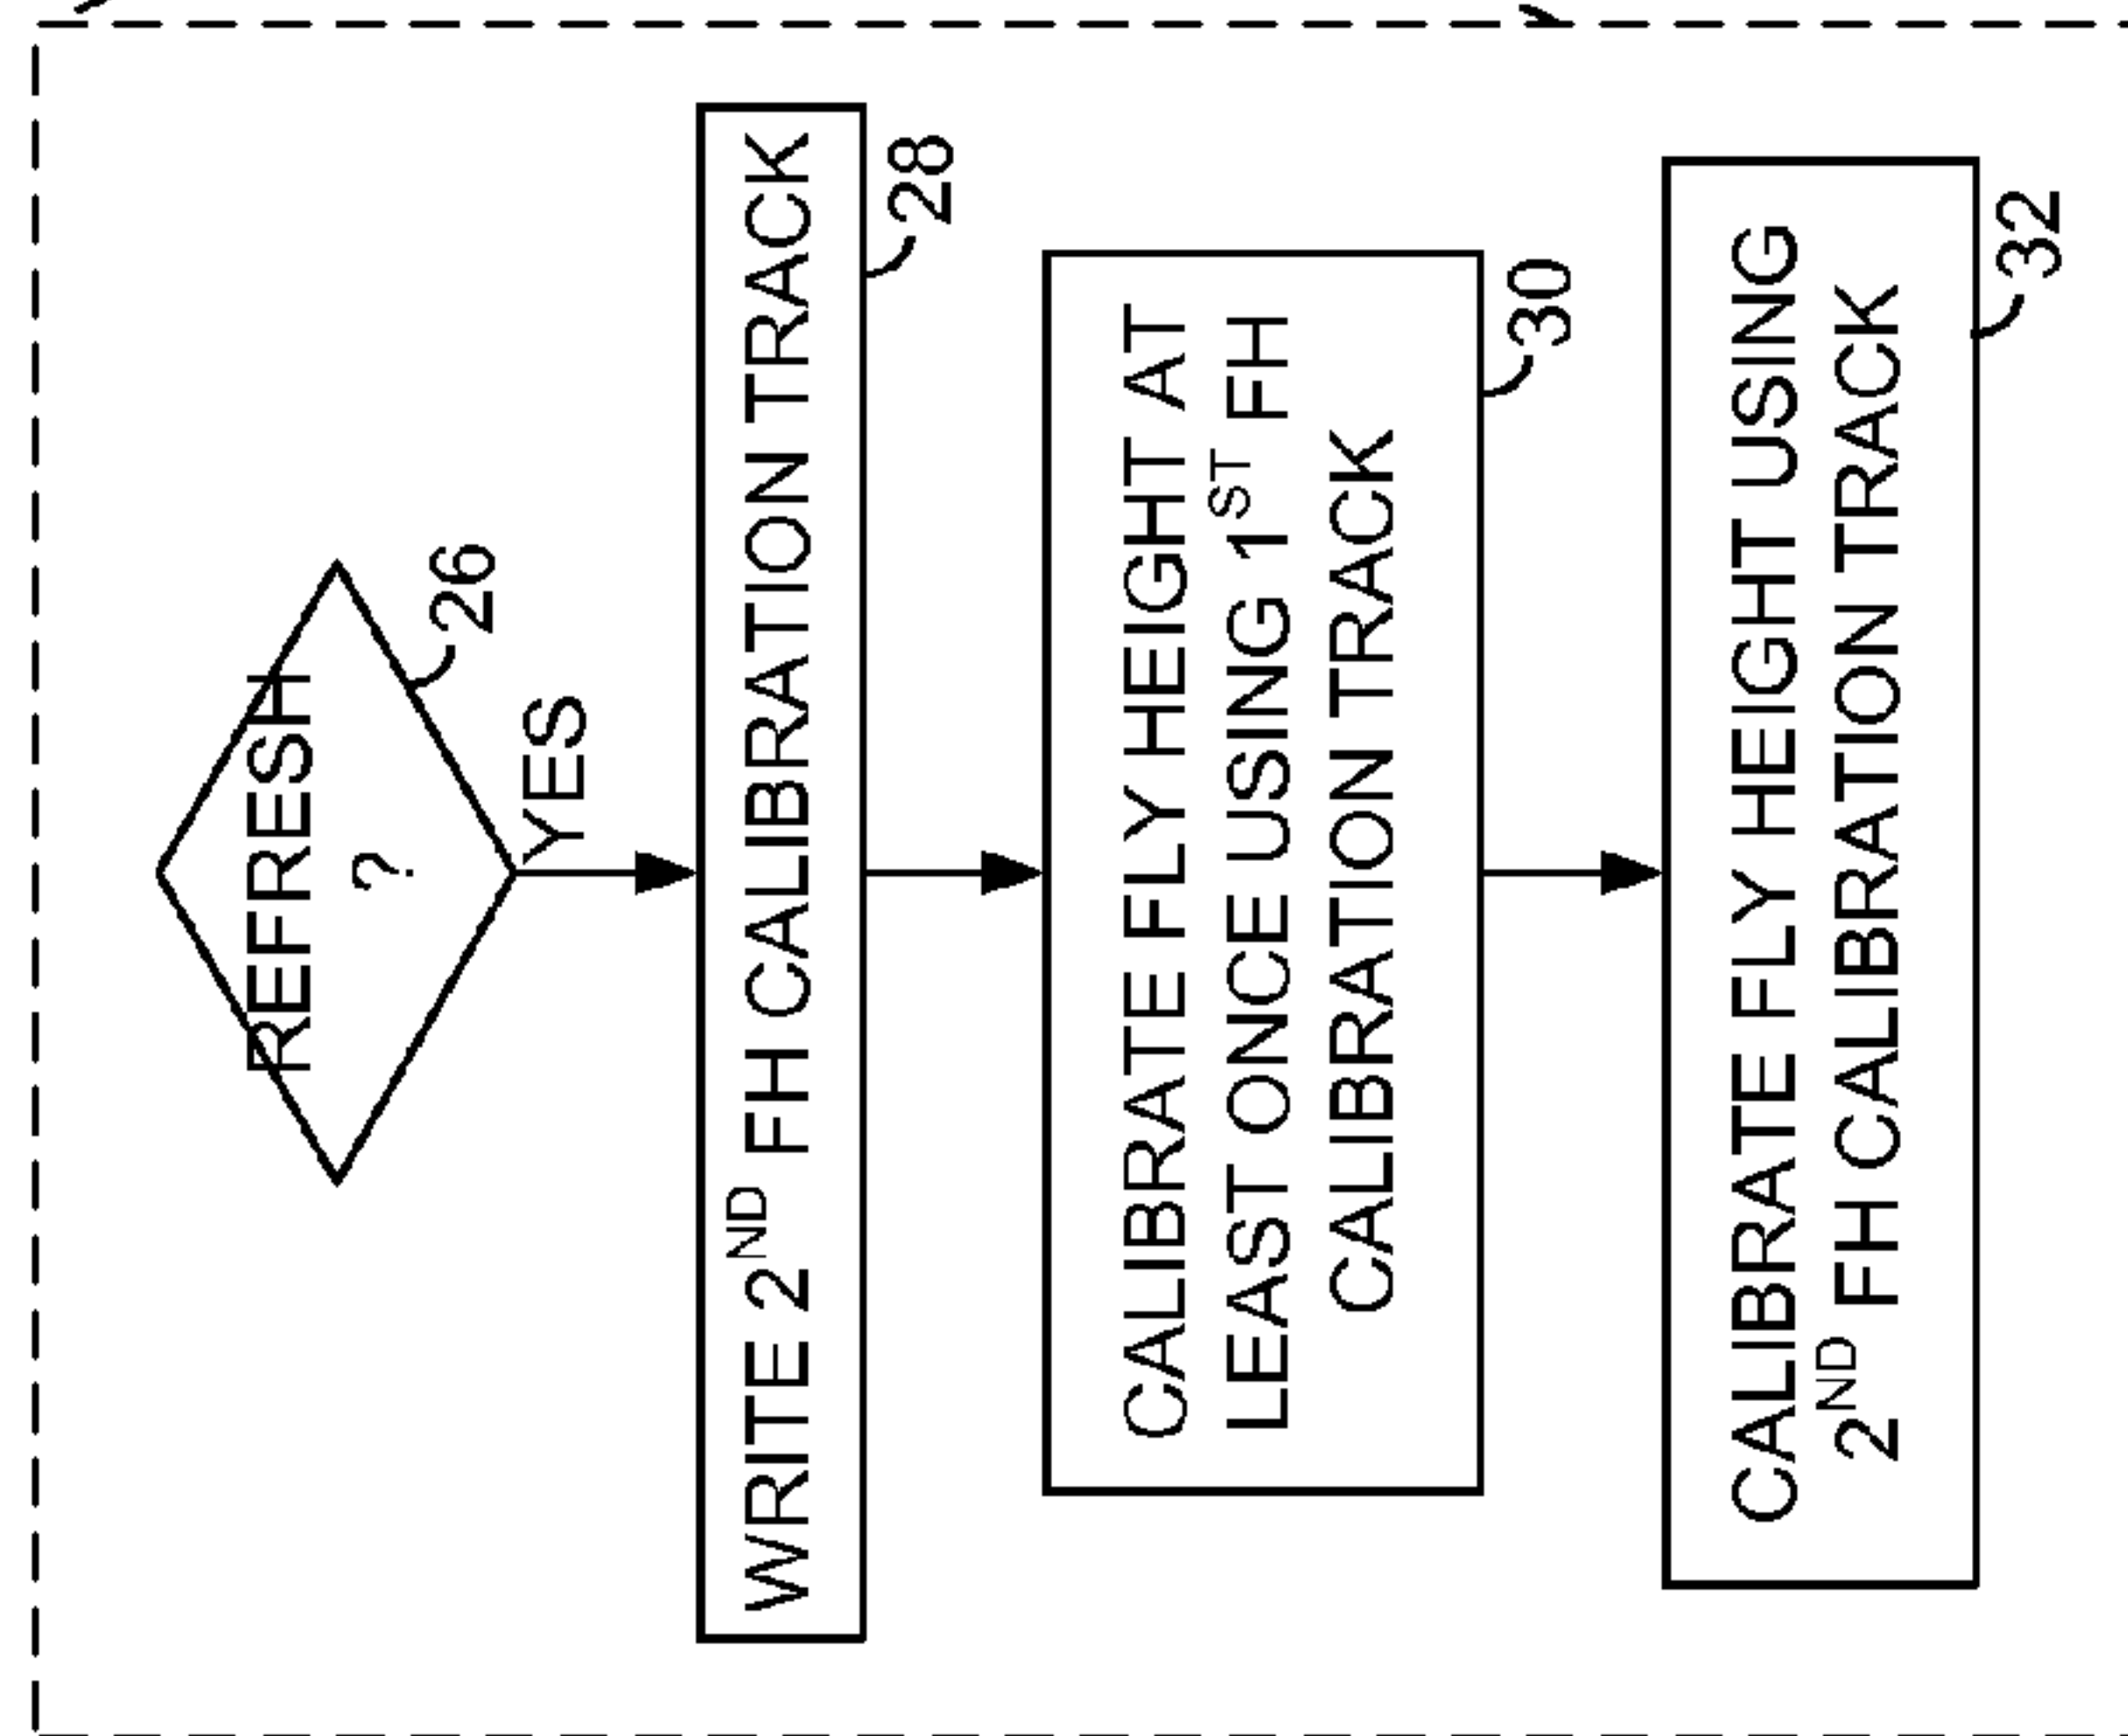 REFRESH
?
26
YES
WRITE 2ND FH CALIBRATION TRACK
28
CALIBRATE FLY HEIGHT AT
LEAST ONCE USING 1ST FH
CALIBRATION TRACK
30
CALIBRATE FLY HEIGHT USING
2ND FH CALIBRATION TRACK
32